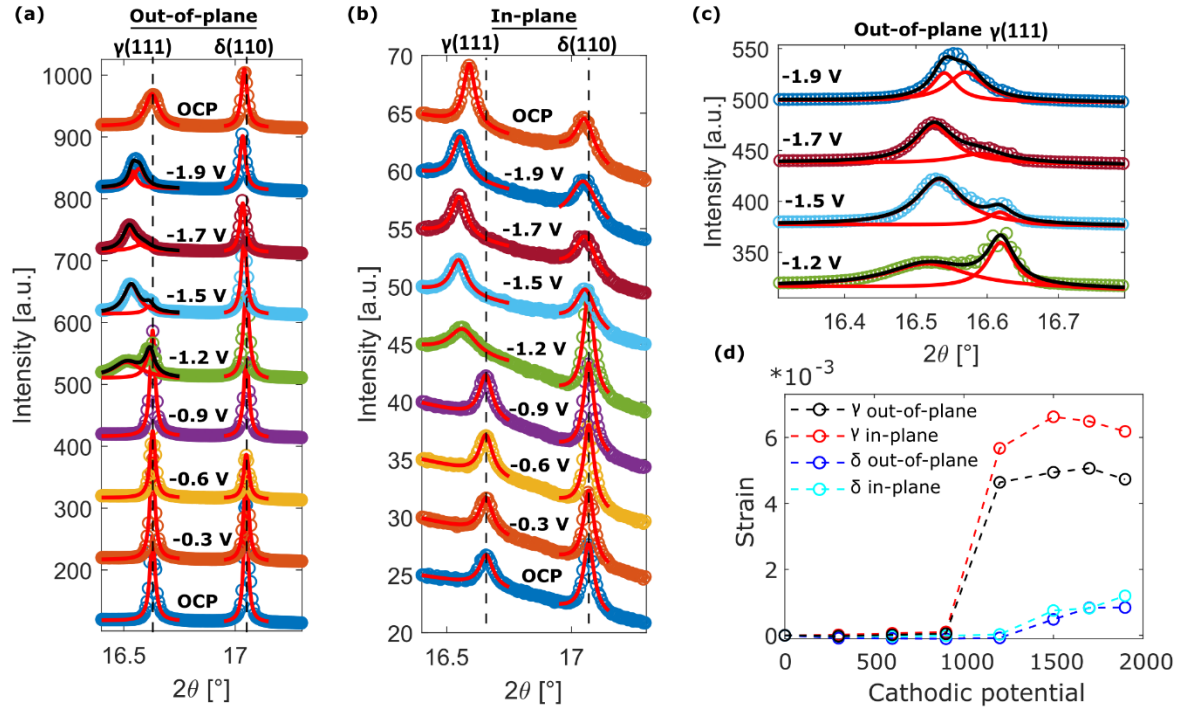 (a)
Out-of-plane
γ(111)
δ(110)
1000
900
800
700
600
500
400
300
200
OCP
-1.9 V
-1.7 V
-1.5 V
-1.2 V
-0.9 V
-0.6 V
-0.3 V
OCP
Intensity [a.u.]
16.5
17
2θ [°]
(b)
In-plane
γ(111)
δ(110)
70
65
60
55
50
45
40
35
30
25
20
OCP
-1.9 V
-1.7 V
-1.5 V
-1.2 V
-0.9 V
-0.6 V
-0.3 V
OCP
Intensity [a.u.]
16.5
17
2θ [°]
(c)
Out-of-plane γ(111)
550
500
450
400
350
-1.9 V
-1.7 V
-1.5 V
-1.2 V
Intensity [a.u.]
16.4
16.5
16.6
16.7
2θ [°]
(d)
*10⁻³
6
4
2
0
γ out-of-plane
γ in-plane
δ out-of-plane
δ in-plane
Strain
0
500
1000
1500
2000
Cathodic potential